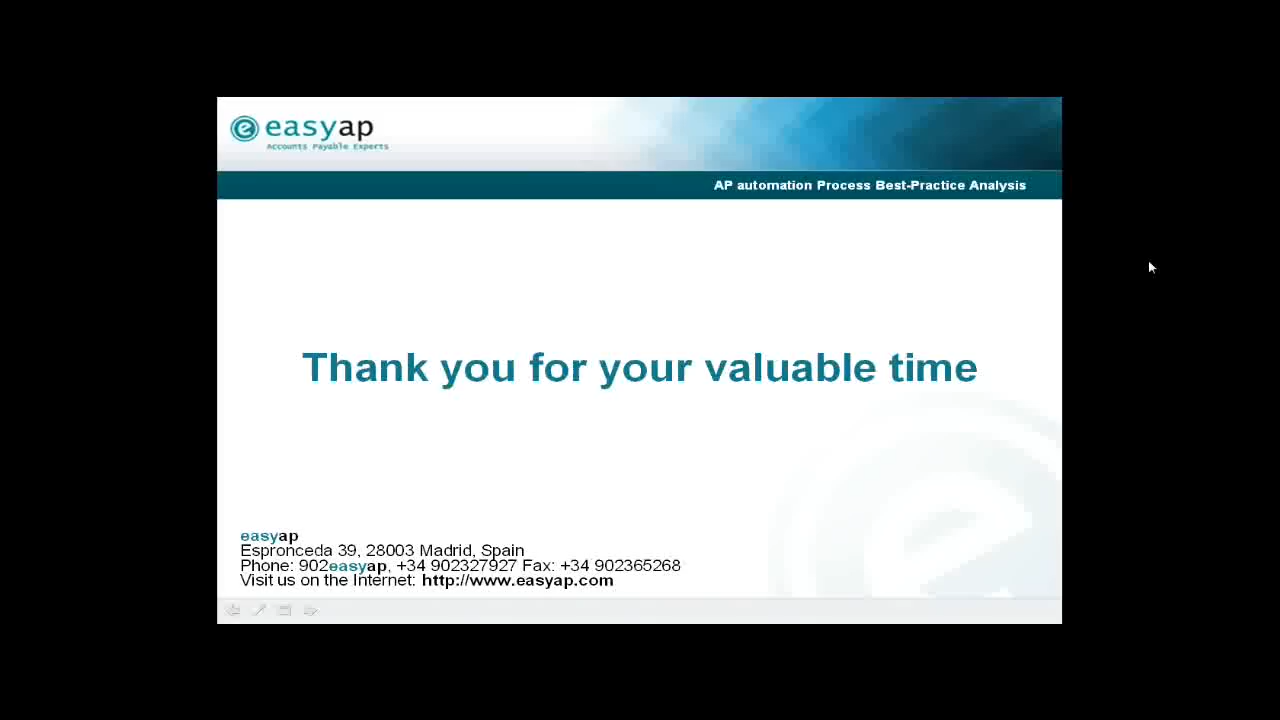 easyap
Accounts Payable Experts
AP automation Process Best-Practice Analysis
Thank you for your valuable time
easyap
Espronceda 39, 28003 Madrid, Spain
Phone: 902easyap, +34 902327927 Fax: +34 902365268
Visit us on the Internet: http://www.easyap.com